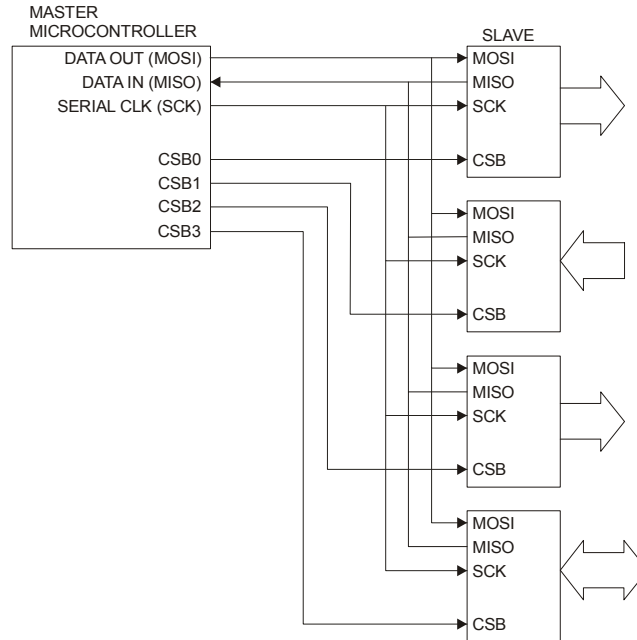 MASTER
MICROCONTROLLER
DATA OUT (MOSI)
DATA IN (MISO)
SERIAL CLK (SCK)
CSB0
CSB1
CSB2
CSB3
SLAVE
MOSI
MISO
SCK
CSB
MOSI
MISO
SCK
CSB
MOSI
MISO
SCK
CSB
MOSI
MISO
SCK
CSB